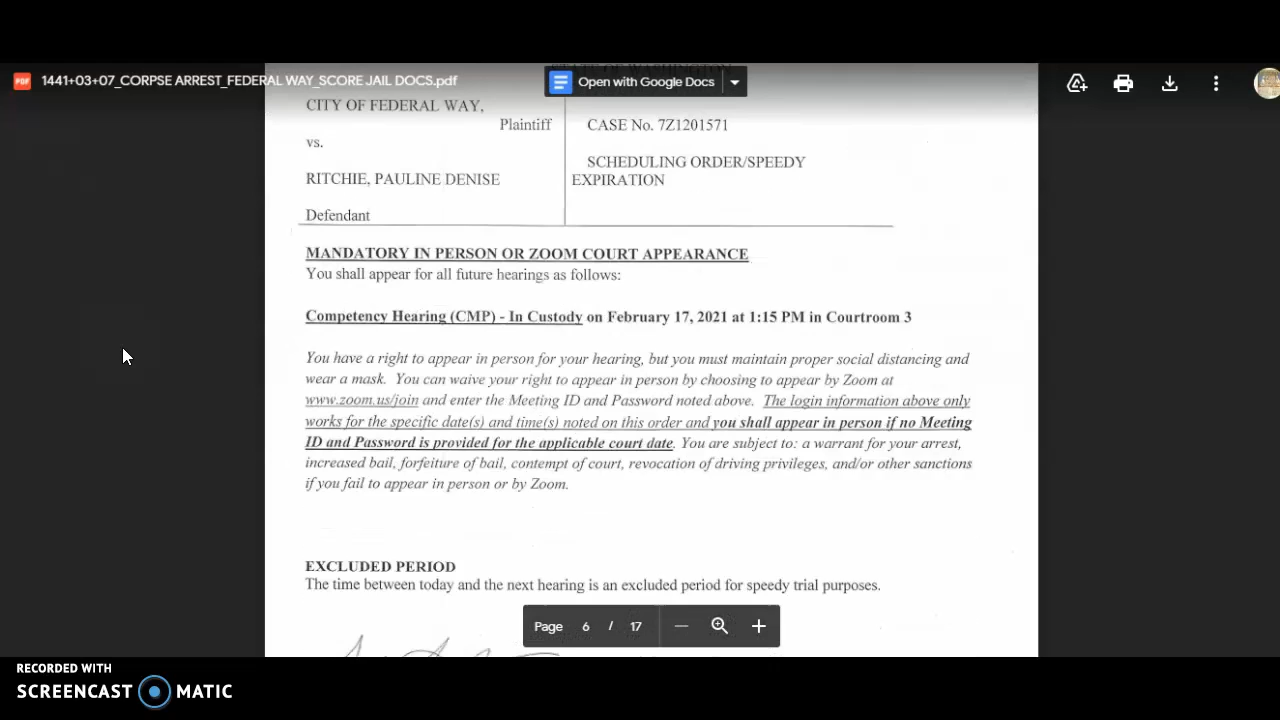 1441+03+07_CORPSE ARREST_FEDERAL WAY_SCORE JAIL DOCS.pdf
Open with Google Docs
STATE OF WASHINGTON
CITY OF FEDERAL WAY,
Plaintiff
CASE No. 7Z1201571
vs.
SCHEDULING ORDER/SPEEDY
RITCHIE, PAULINE DENISE
EXPIRATION
Defendant
MANDATORY IN PERSON OR ZOOM COURT APPEARANCE
You shall appear for all future hearings as follows:
Competency Hearing (CMP) - In Custody on February 17, 2021 at 1:15 PM in Courtroom 3
You have a right to appear in person for your hearing, but you must maintain proper social distancing and
wear a mask. You can waive your right to appear in person by choosing to appear by Zoom at
www.zoom.us/join and enter the Meeting ID and Password noted above. The login information above only
works for the specific date(s) and time(s) noted on this order and you shall appear in person if no Meeting
ID and Password is provided for the applicable court date. You are subject to: a warrant for your arrest,
increased bail, forfeiture of bail, contempt of court, revocation of driving privileges, and/or other sanctions
if you fail to appear in person or by Zoom.
EXCLUDED PERIOD
The time between today and the next hearing is an excluded period for speedy trial purposes.
Page 6 / 17
RECORDED WITH
SCREENCAST MATIC